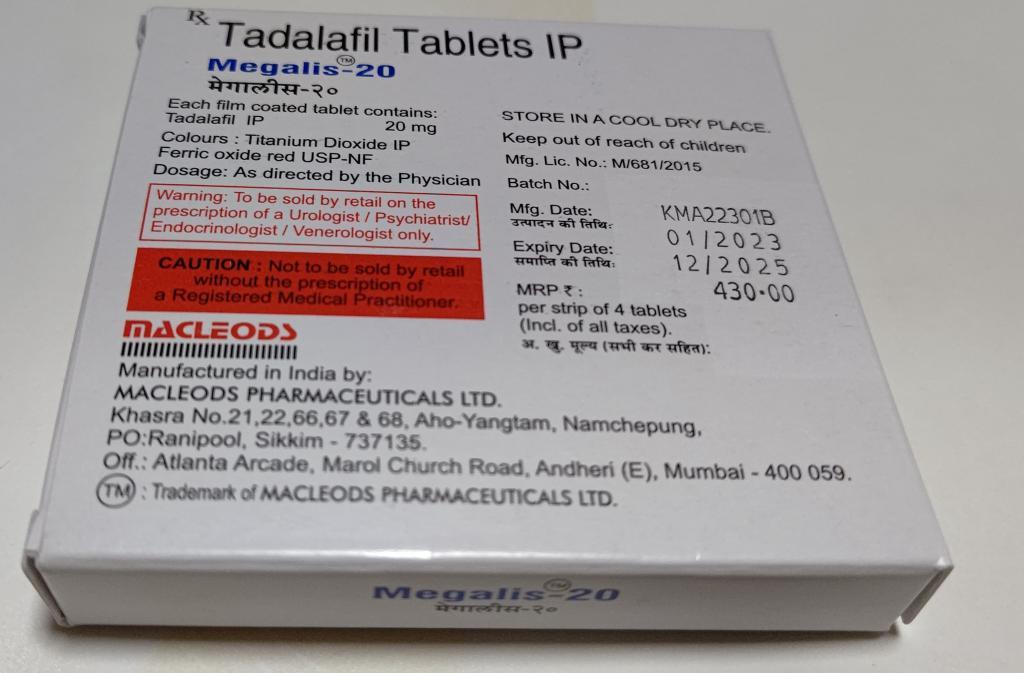 Rx
Tadalafil Tablets IP
Megalis™-20
मेगालीस-२०
Each film coated tablet contains:
Tadalafil IP 20 mg
Colours : Titanium Dioxide IP
Ferric oxide red USP-NF
Dosage: As directed by the Physician
Warning: To be sold by retail on the
prescription of a Urologist / Psychiatrist/
Endocrinologist / Venerologist only.
CAUTION : Not to be sold by retail
without the prescription of
a Registered Medical Practitioner.
MACLEODS
Manufactured in India by:
MACLEODS PHARMACEUTICALS LTD.
Khasra No.21,22,66,67 & 68, Aho-Yangtam, Namchepung,
PO:Ranipool, Sikkim - 737135.
Off.: Atlanta Arcade, Marol Church Road, Andheri (E), Mumbai - 400 059.
TM : Trademark of MACLEODS PHARMACEUTICALS LTD.
STORE IN A COOL DRY PLACE.
Keep out of reach of children
Mfg. Lic. No.: M/681/2015
Batch No.: KMA22301B
Mfg. Date: 01/2023
उत्पादन की तिथि:
Expiry Date: 12/2025
समाप्ति की तिथि:
MRP ₹ : 430.00
per strip of 4 tablets
(Incl. of all taxes).
अ. खु. मूल्य (सभी कर सहित):
Megalis™-20
मेगालीस-२०